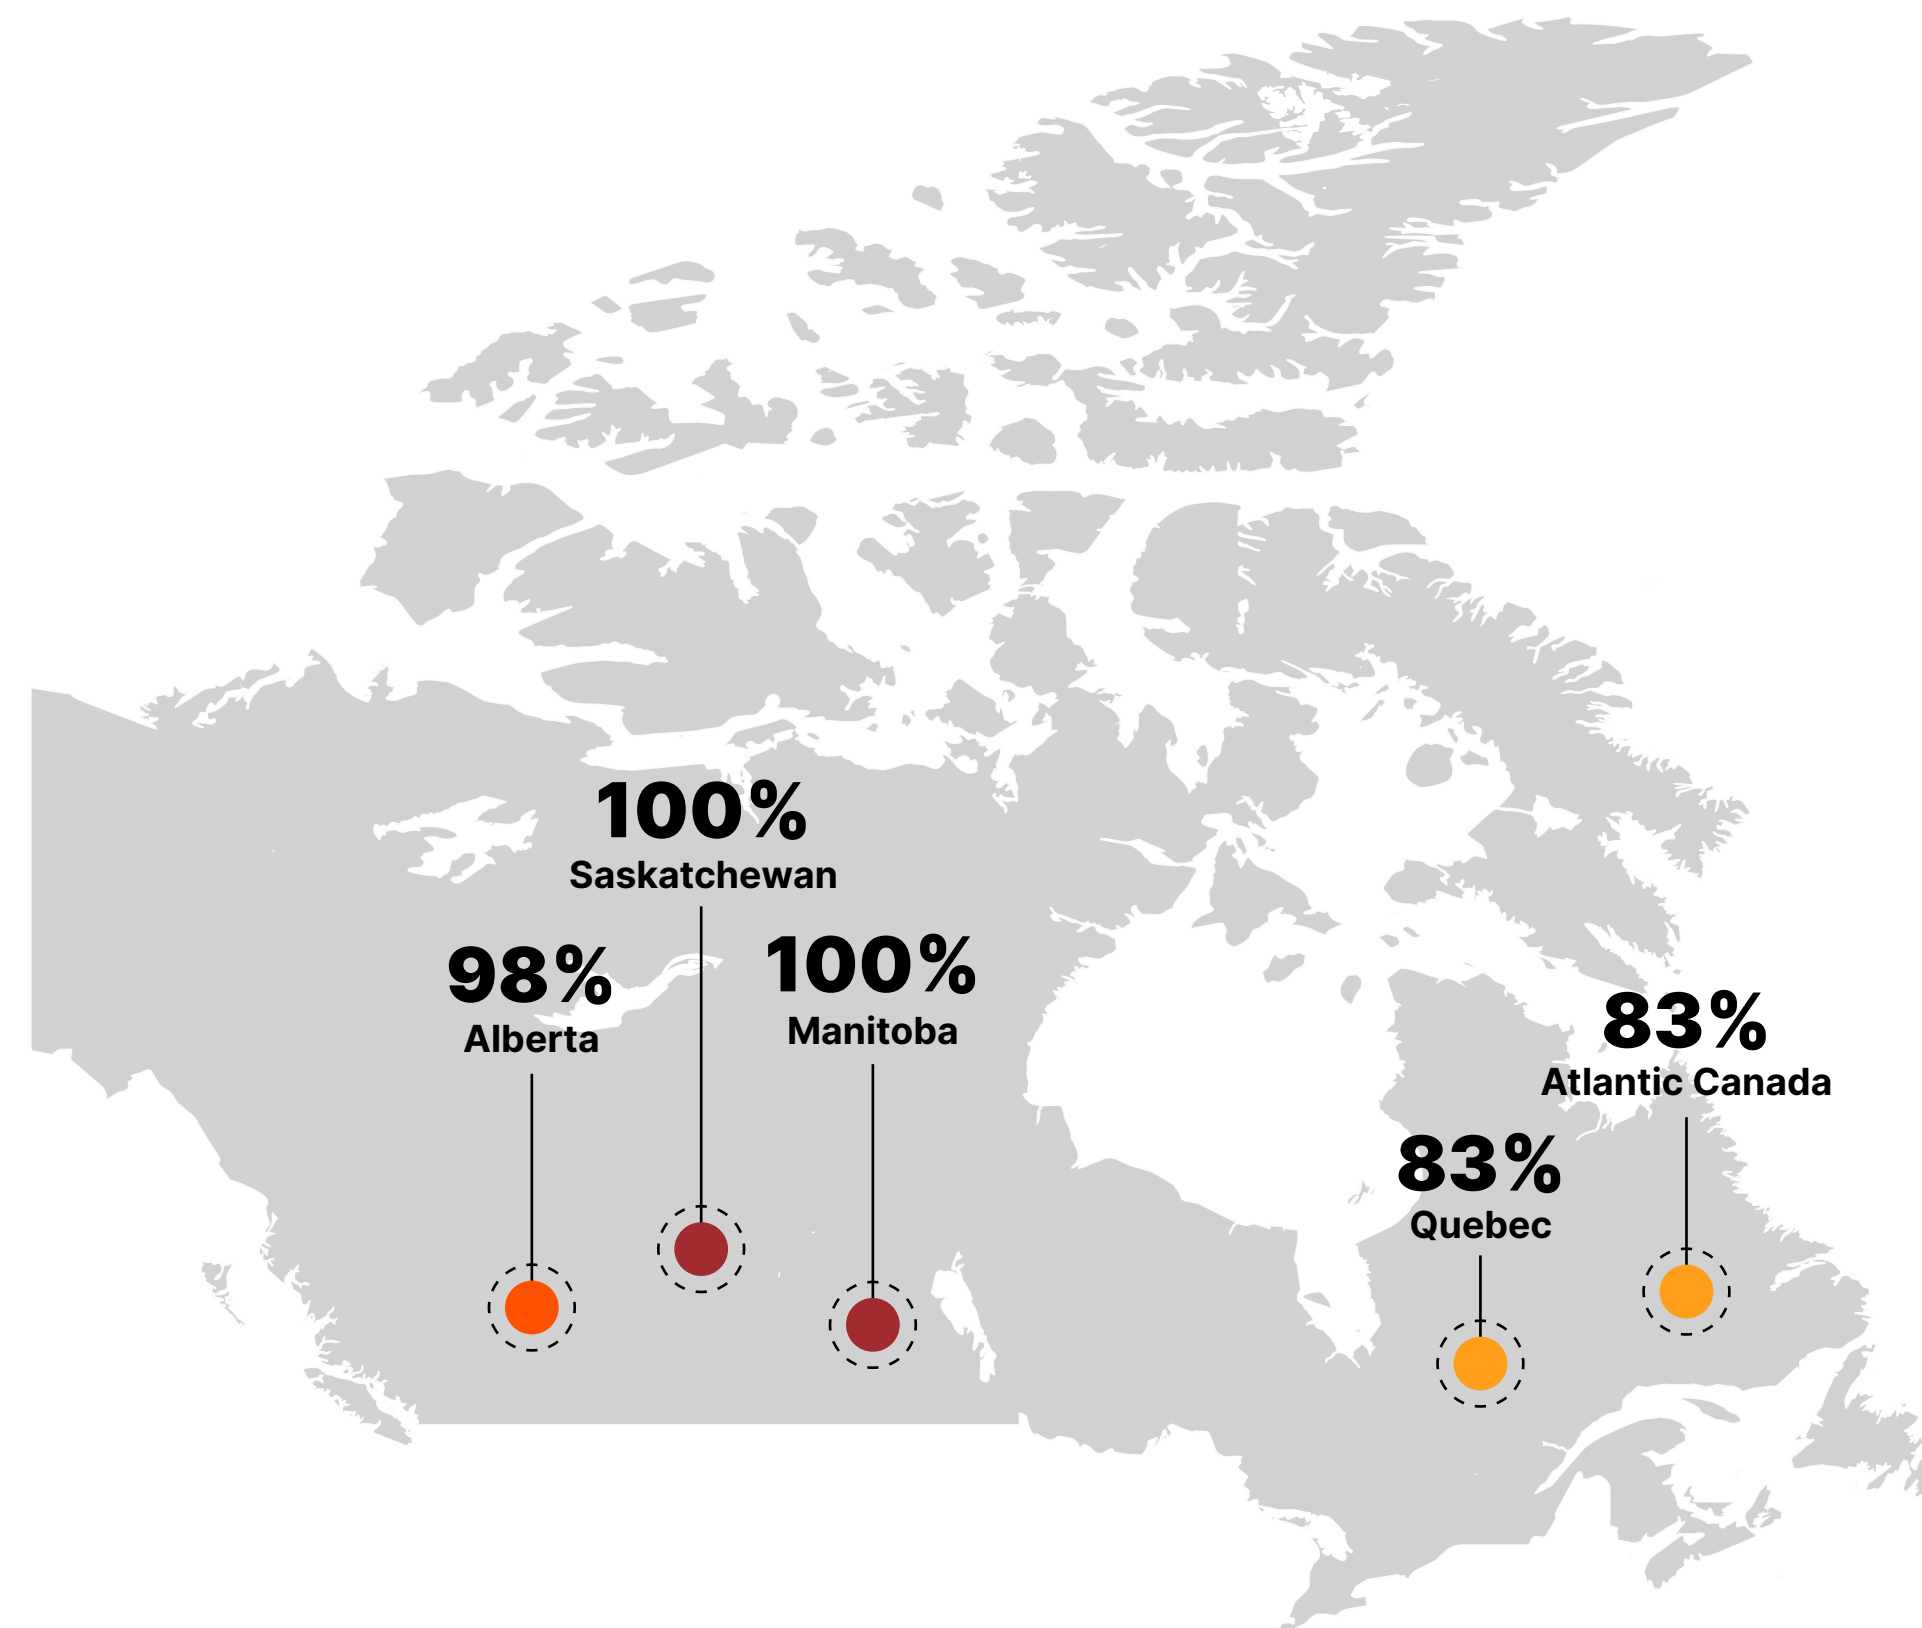 100%
Saskatchewan
98%
Alberta
100%
Manitoba
83%
Atlantic Canada
83%
Quebec